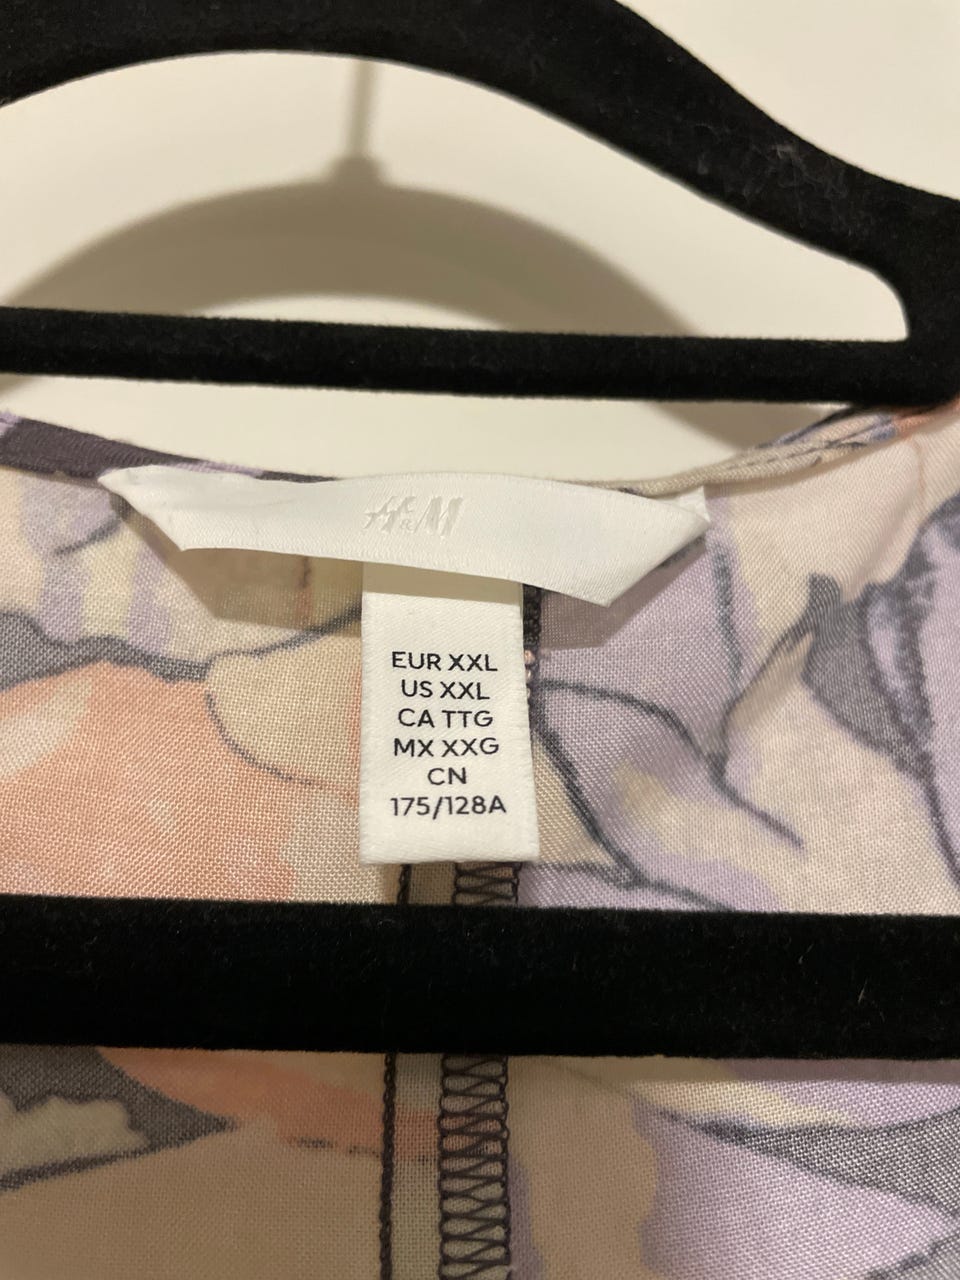 H&M
EUR XXL
US XXL
CA TTG
MX XXG
CN
175/128A